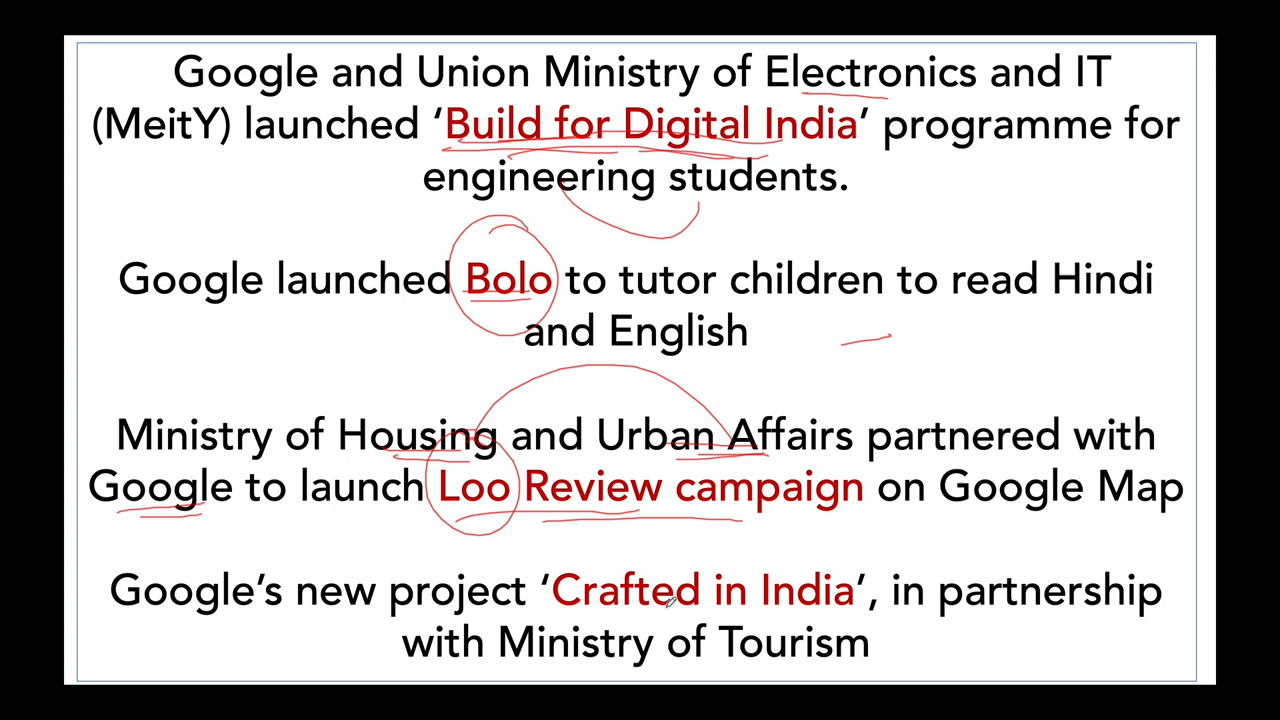 Google and Union Ministry of Electronics and IT
(MeitY) launched ‘Build for Digital India’ programme for
engineering students.
Google launched Bolo to tutor children to read Hindi
and English
Ministry of Housing and Urban Affairs partnered with
Google to launch Loo Review campaign on Google Map
Google’s new project ‘Crafted in India’, in partnership
with Ministry of Tourism